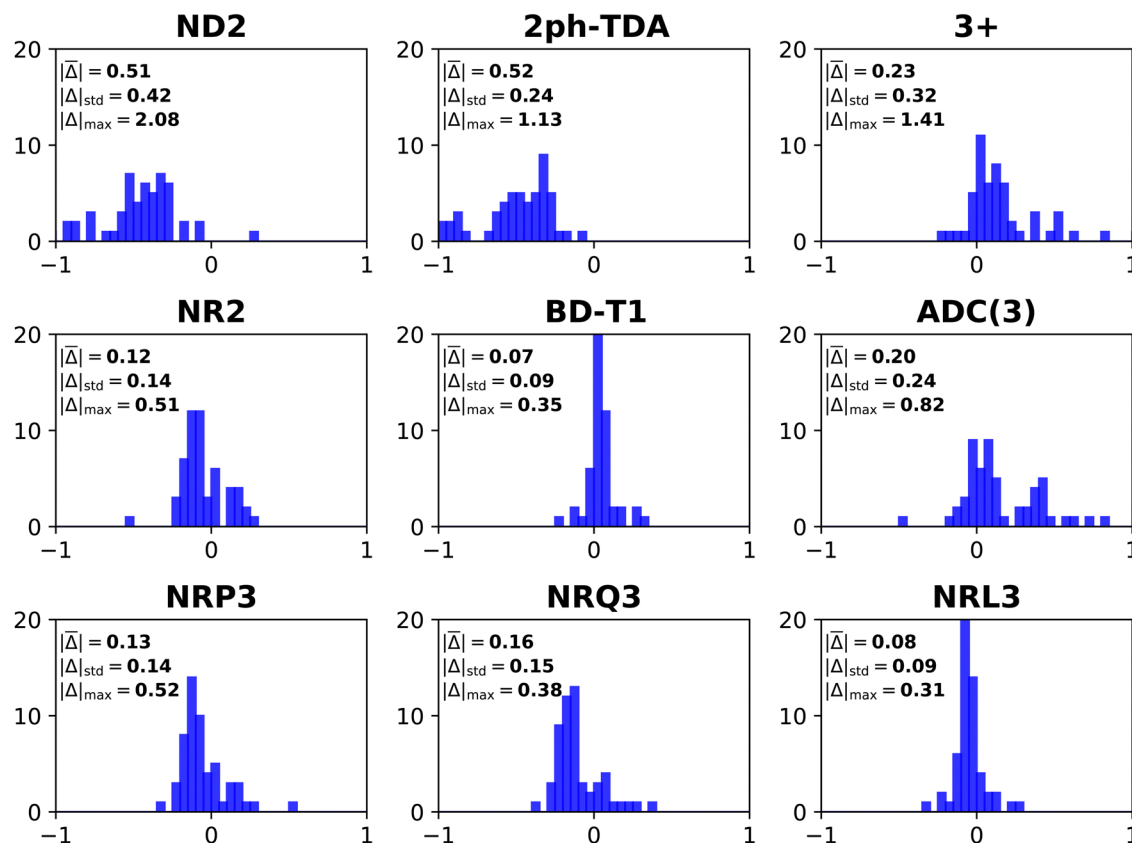 ND2
20
|Δ̅| = 0.51
|Δ|std = 0.42
|Δ|max = 2.08
10
0
−1 0 1
2ph-TDA
20
|Δ̅| = 0.52
|Δ|std = 0.24
|Δ|max = 1.13
10
0
−1 0 1
3+
20
|Δ̅| = 0.23
|Δ|std = 0.32
|Δ|max = 1.41
10
0
−1 0 1
NR2
20
|Δ̅| = 0.12
|Δ|std = 0.14
|Δ|max = 0.51
10
0
−1 0 1
BD-T1
20
|Δ̅| = 0.07
|Δ|std = 0.09
|Δ|max = 0.35
10
0
−1 0 1
ADC(3)
20
|Δ̅| = 0.20
|Δ|std = 0.24
|Δ|max = 0.82
10
0
−1 0 1
NRP3
20
|Δ̅| = 0.13
|Δ|std = 0.14
|Δ|max = 0.52
10
0
−1 0 1
NRQ3
20
|Δ̅| = 0.16
|Δ|std = 0.15
|Δ|max = 0.38
10
0
−1 0 1
NRL3
20
|Δ̅| = 0.08
|Δ|std = 0.09
|Δ|max = 0.31
10
0
−1 0 1